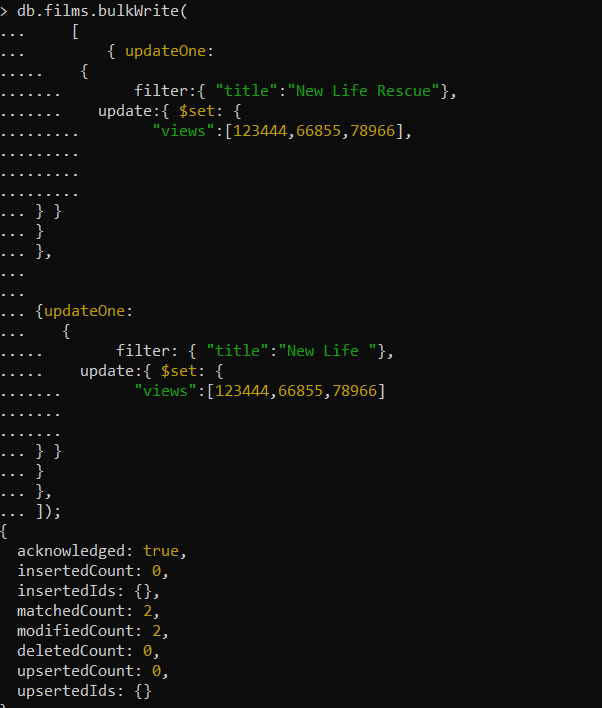 > db.films.bulkWrite(
...     [
...         { updateOne:
.....    {
.......        filter:{ "title":"New Life Rescue"},
.......    update:{ $set: {
.........        "views":[123444,66855,78966],
.........
.........
.........
... } }
... }
... },
...
...
... {updateOne:
...    {
.....        filter: { "title":"New Life "},
.....    update:{ $set: {
.......        "views":[123444,66855,78966]
.......
.......
... } }
... }
... },
... ]);
{
  acknowledged: true,
  insertedCount: 0,
  insertedIds: {},
  matchedCount: 2,
  modifiedCount: 2,
  deletedCount: 0,
  upsertedCount: 0,
  upsertedIds: {}
}